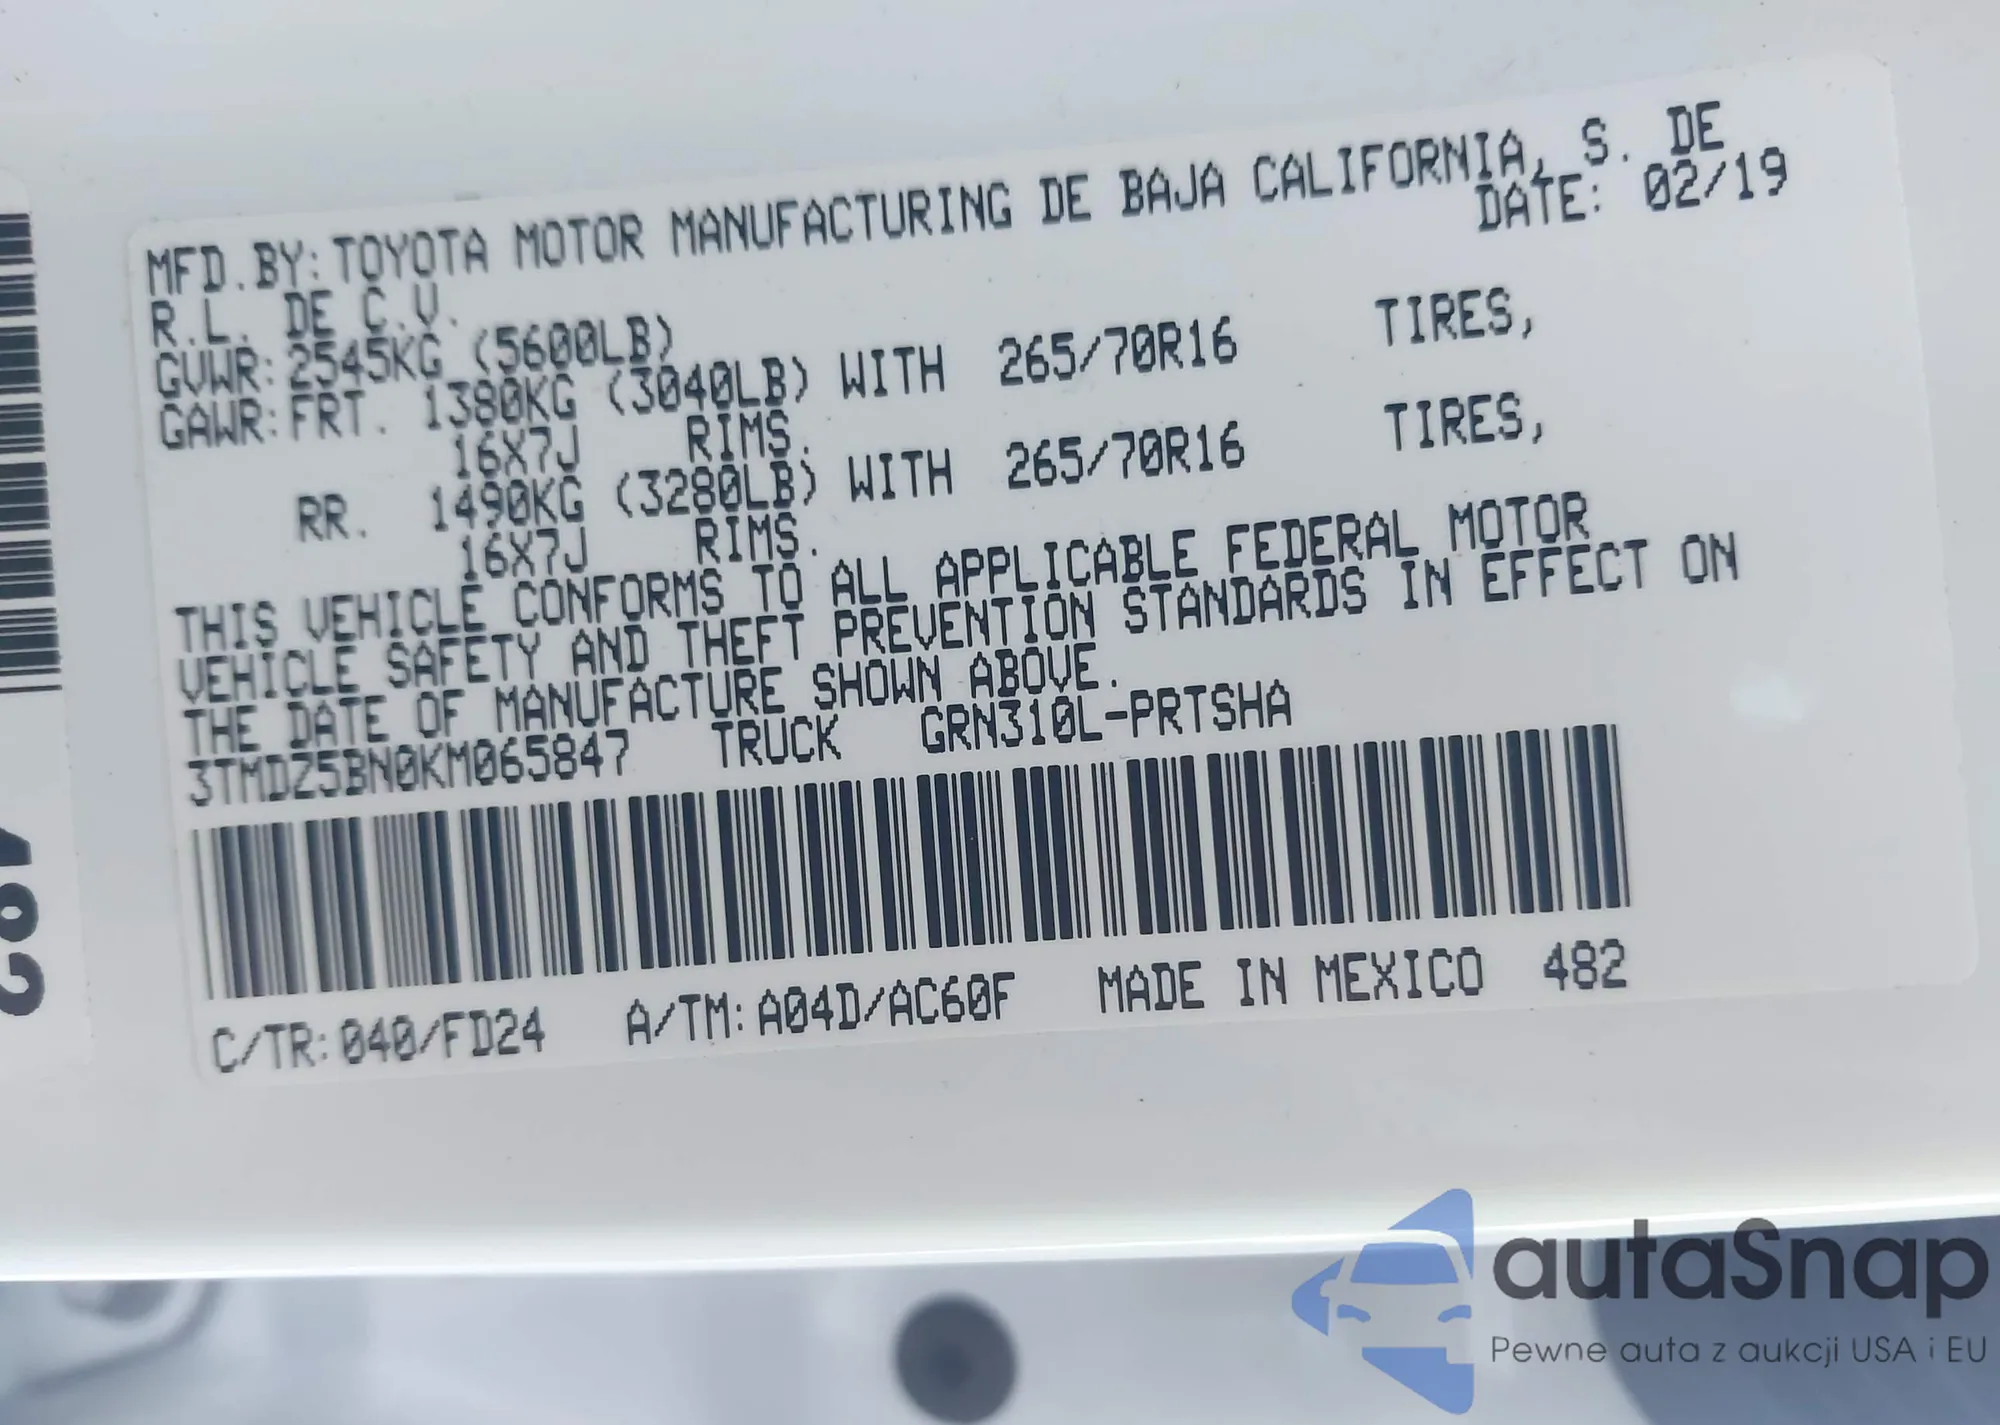 MFD.BY:TOYOTA MOTOR MANUFACTURING DE BAJA CALIFORNIA, S. DE
R.L. DE C.V. DATE: 02/19
GVWR:2545KG (5600LB)
GAWR:FRT. 1380KG (3040LB) WITH 265/70R16 TIRES,
16X7J RIMS.
RR. 1490KG (3280LB) WITH 265/70R16 TIRES,
16X7J RIMS.
THIS VEHICLE CONFORMS TO ALL APPLICABLE FEDERAL MOTOR
VEHICLE SAFETY AND THEFT PREVENTION STANDARDS IN EFFECT ON
THE DATE OF MANUFACTURE SHOWN ABOVE.
3TMDZ5BN0KM065847 TRUCK GRN310L-PRTSHA
C/TR:040/FD24 A/TM:A04D/AC60F MADE IN MEXICO 482
autaSnap
Pewne auta z aukcji USA i EU